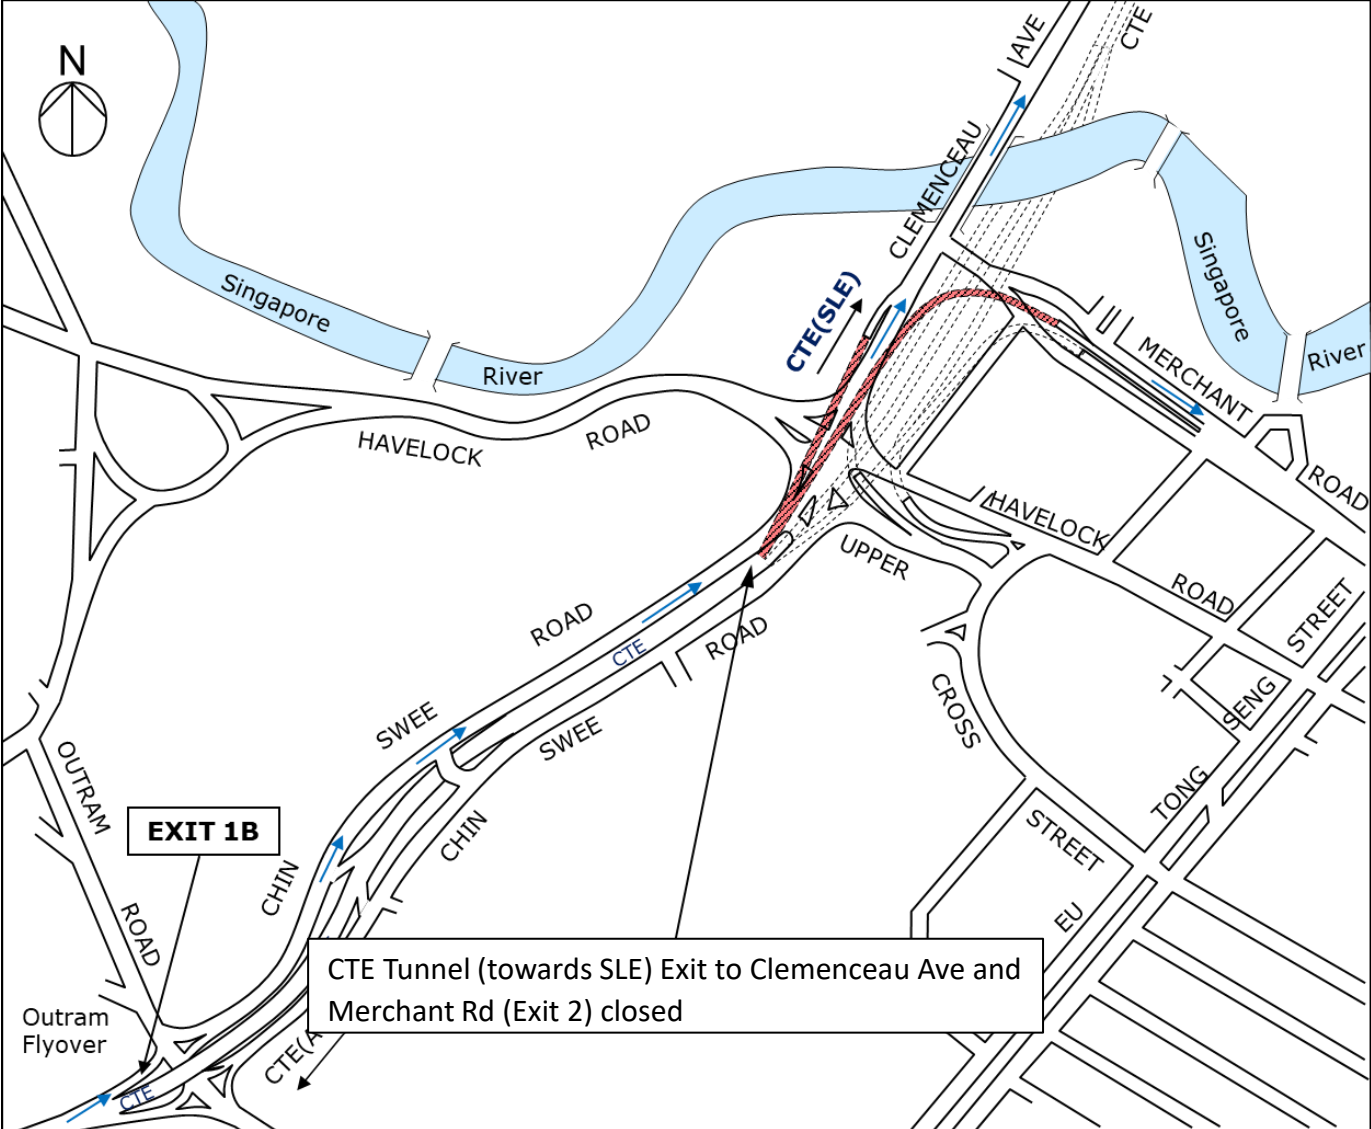 N
AVE
CTE
CLEMENCEAU
CTE(SLE)
Singapore
River
Singapore
River
MERCHANT
ROAD
HAVELOCK
ROAD
HAVELOCK
ROAD
UPPER
CROSS
STREET
STREET
SENG
TONG
EU
ROAD
SWEE
CHIN
CTE
ROAD
SWEE
CHIN
OUTRAM
ROAD
EXIT 1B
CTE Tunnel (towards SLE) Exit to Clemenceau Ave and
Merchant Rd (Exit 2) closed
Outram
Flyover
CTE